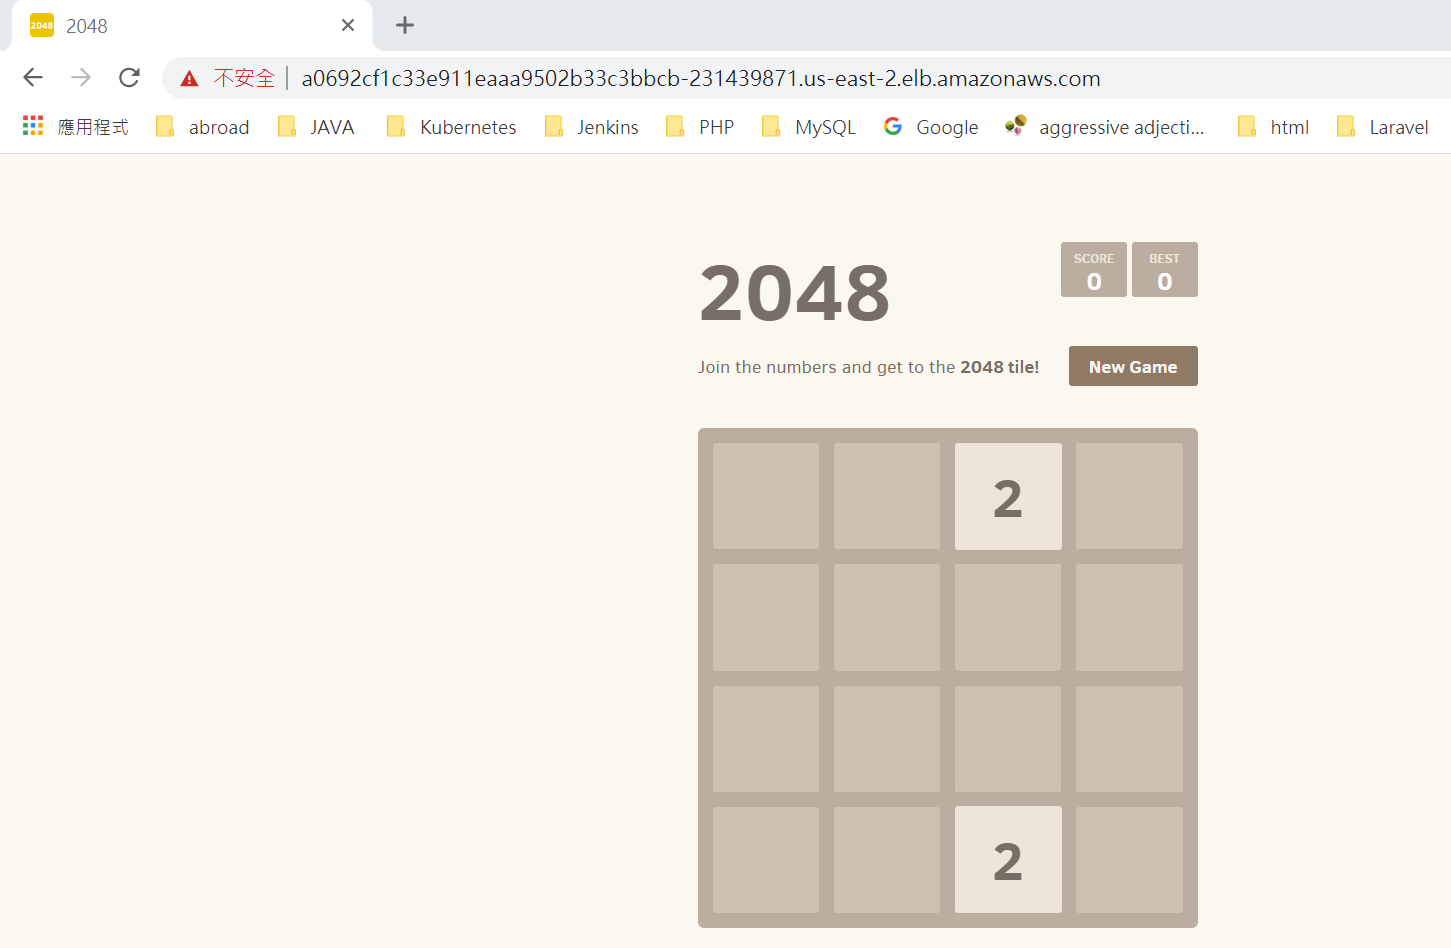 2048 2048
不安全 a0692cf1c33e911eaaa9502b33c3bbcb-231439871.us-east-2.elb.amazonaws.com
應用程式 abroad JAVA Kubernetes Jenkins PHP MySQL Google aggressive adjecti... html Laravel
2048
SCORE BEST
0 0
Join the numbers and get to the 2048 tile! New Game
2
2